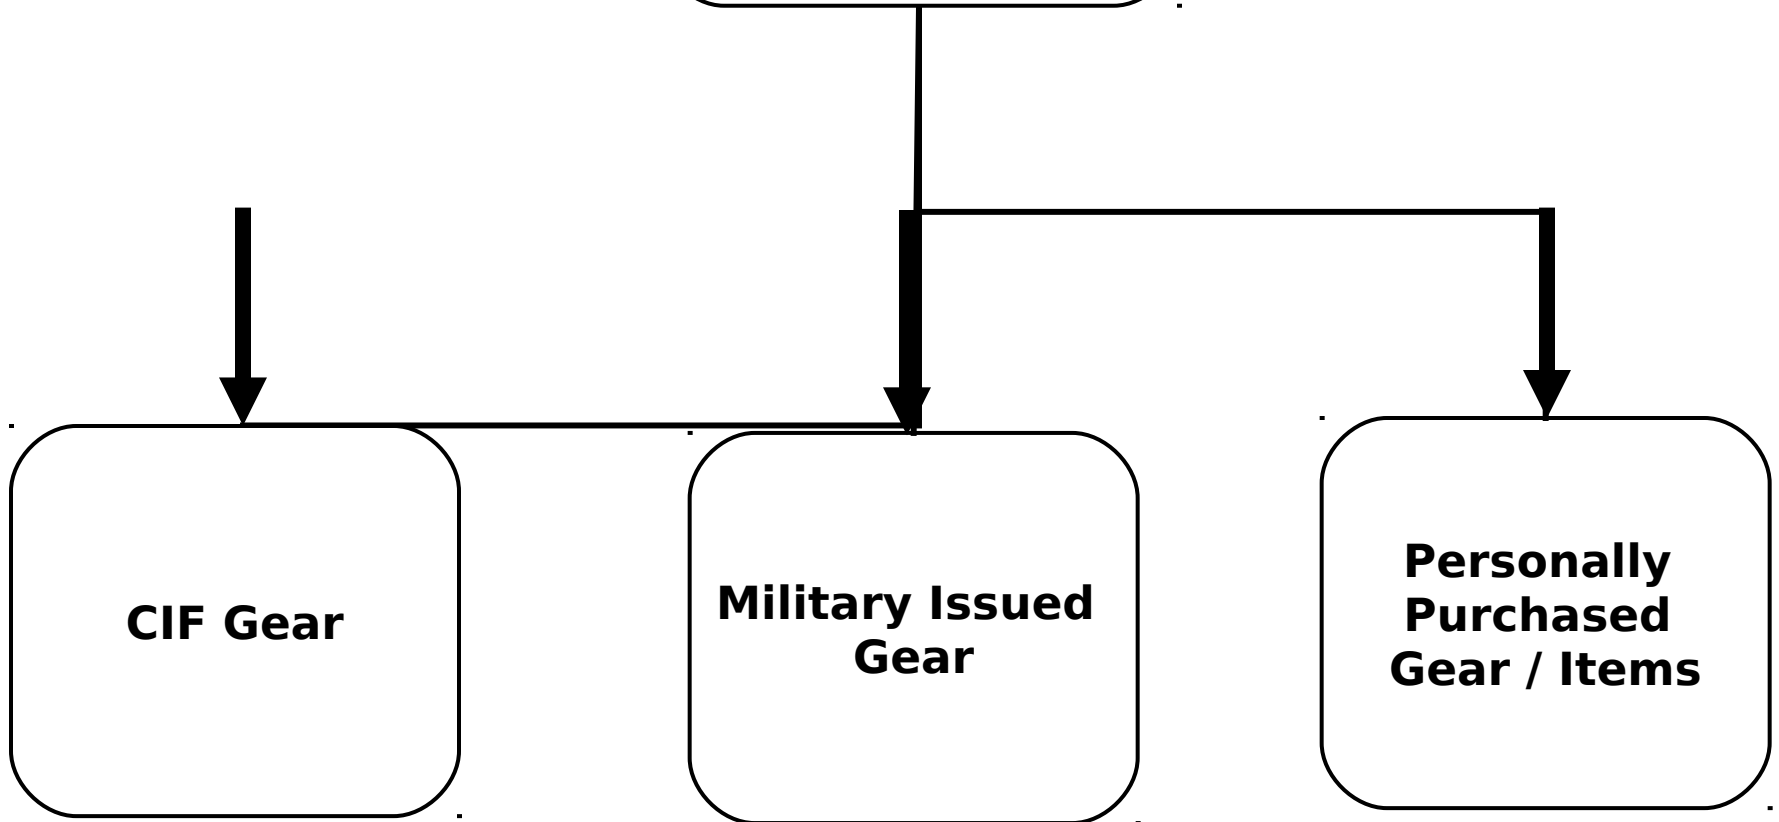 CIF Gear
Military Issued
Gear
Personally
Purchased
Gear / Items